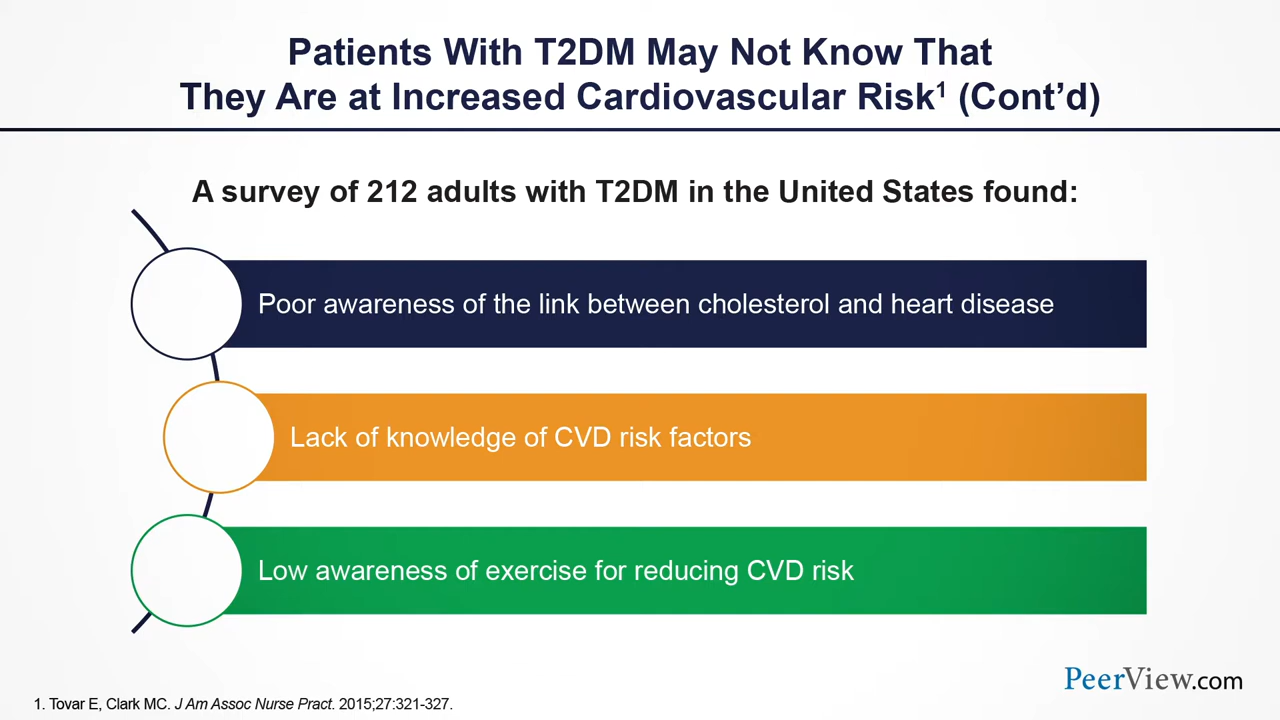 Patients With T2DM May Not Know That
They Are at Increased Cardiovascular Risk¹ (Cont’d)
A survey of 212 adults with T2DM in the United States found:
Poor awareness of the link between cholesterol and heart disease
Lack of knowledge of CVD risk factors
Low awareness of exercise for reducing CVD risk
PeerView.com
1. Tovar E, Clark MC. J Am Assoc Nurse Pract. 2015;27:321-327.